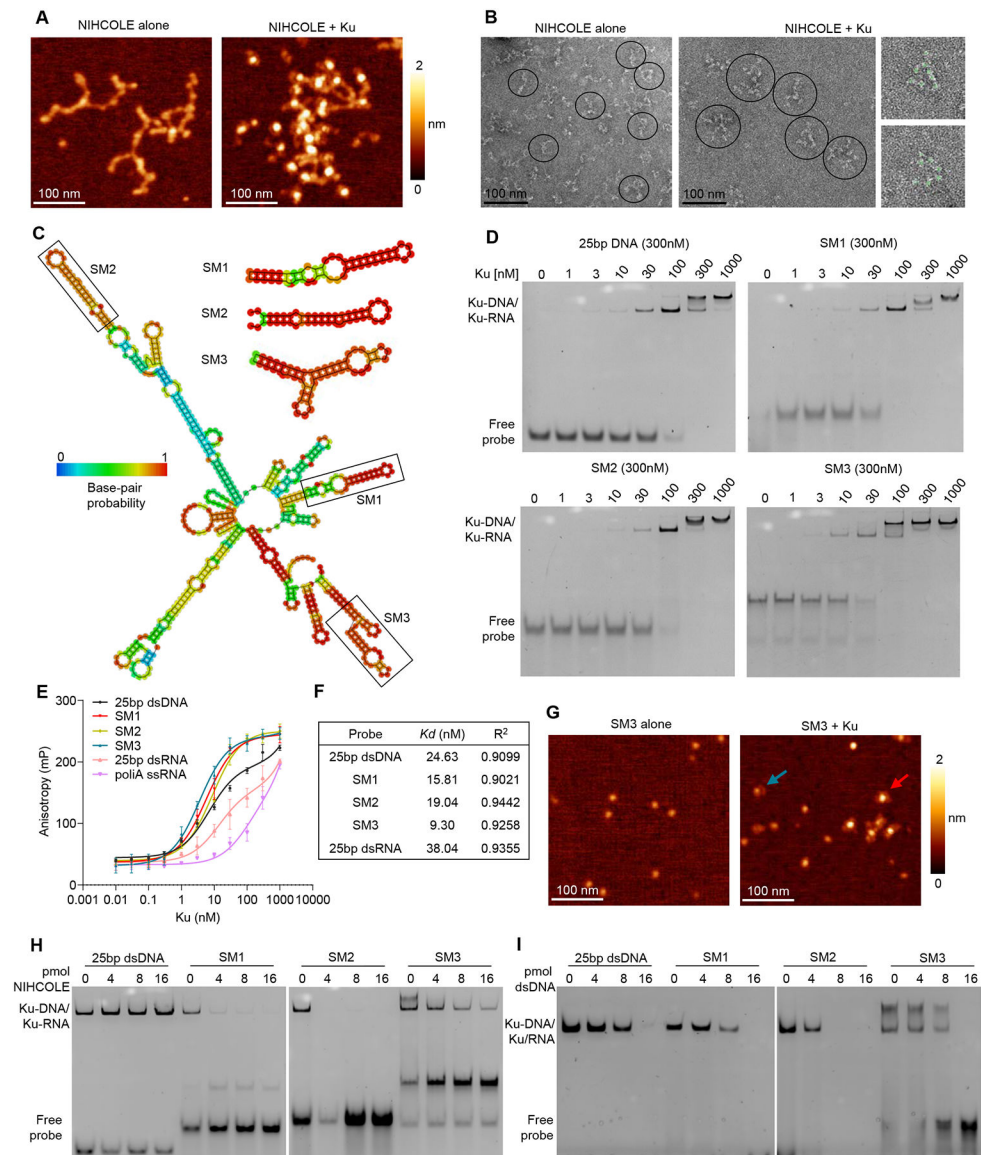 A
NIHCOLE alone
NIHCOLE + Ku
2
nm
0
100 nm
100 nm
B
NIHCOLE alone
NIHCOLE + Ku
100 nm
100 nm
C
SM2
SM1
SM2
SM3
0
1
Base-pair
probability
SM1
SM3
D
25bp DNA (300nM)
SM1 (300nM)
Ku [nM] 0 1 3 10 30 100 300 1000
0 1 3 10 30 100 300 1000
Ku-DNA/
Ku-RNA
Free
probe
SM2 (300nM)
SM3 (300nM)
0 1 3 10 30 100 300 1000
0 1 3 10 30 100 300 1000
Ku-DNA/
Ku-RNA
Free
probe
E
300
200
100
0
Anisotropy (mP)
25bp dsDNA
SM1
SM2
SM3
25bp dsRNA
poliA ssRNA
0.001 0.01 0.1 1 10 100 1000 10000
Ku (nM)
F
Probe Kd (nM) R2
25bp dsDNA 24.63 0.9099
SM1 15.81 0.9021
SM2 19.04 0.9442
SM3 9.30 0.9258
25bp dsRNA 38.04 0.9355
G
SM3 alone
SM3 + Ku
2
nm
0
100 nm
100 nm
H
25bp dsDNA SM1 SM2 SM3
pmol
NIHCOLE
0 4 8 16 0 4 8 16 0 4 8 16 0 4 8 16
Ku-DNA/
Ku-RNA
Free
probe
I
25bp dsDNA SM1 SM2 SM3
pmol
dsDNA
0 4 8 16 0 4 8 16 0 4 8 16 0 4 8 16
Ku-DNA/
Ku/RNA
Free
probe